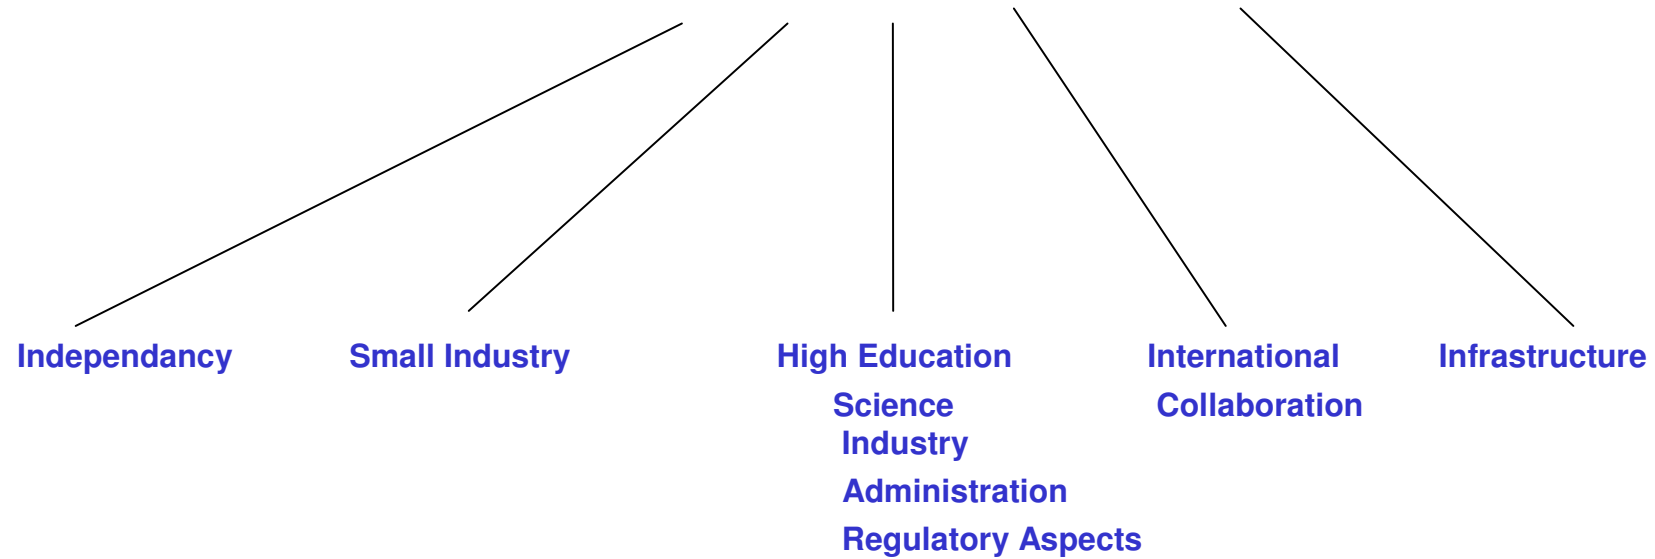 Independancy
Small Industry
High Education
Science
Industry
Administration
Regulatory Aspects
International
Collaboration
Infrastructure